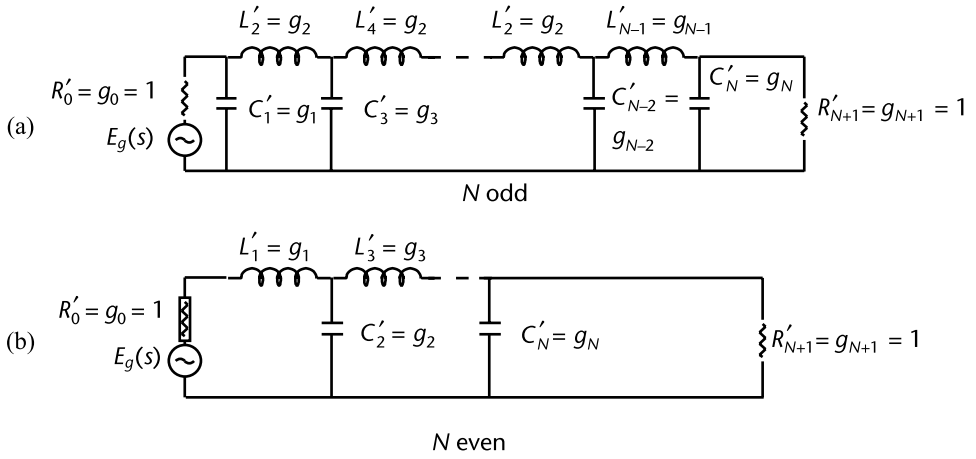 L′2 = g2 L′4 = g2 L′2 = g2 L′N–1 = gN–1
R′0 = g0 = 1 C′1 = g1 C′3 = g3 C′N–2 = gN–2 C′N = gN R′N+1 = gN+1 = 1
(a)
Eg(s)
N odd
L′1 = g1 L′3 = g3
R′0 = g0 = 1 C′2 = g2 C′N = gN R′N+1 = gN+1 = 1
(b)
Eg(s)
N even